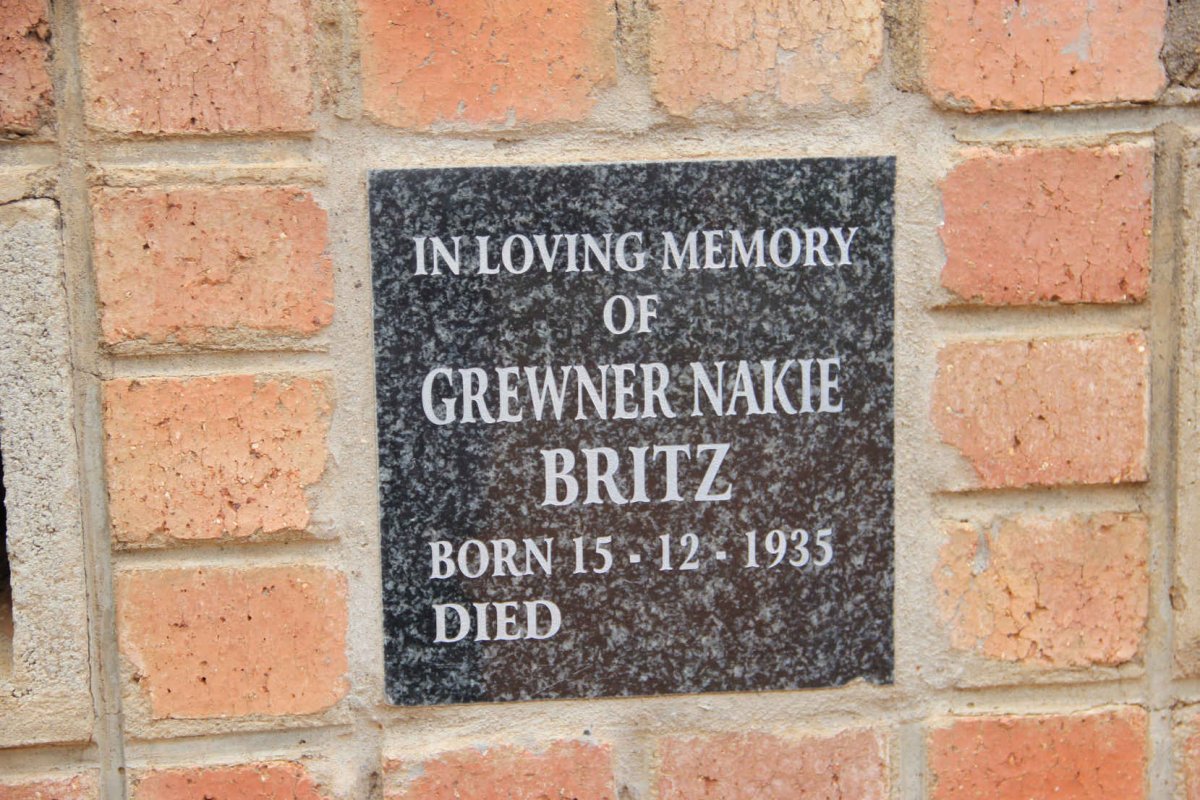 IN LOVING MEMORY
OF
GREWNER NAKIE
BRITZ
BORN 15 - 12 - 1935
DIED